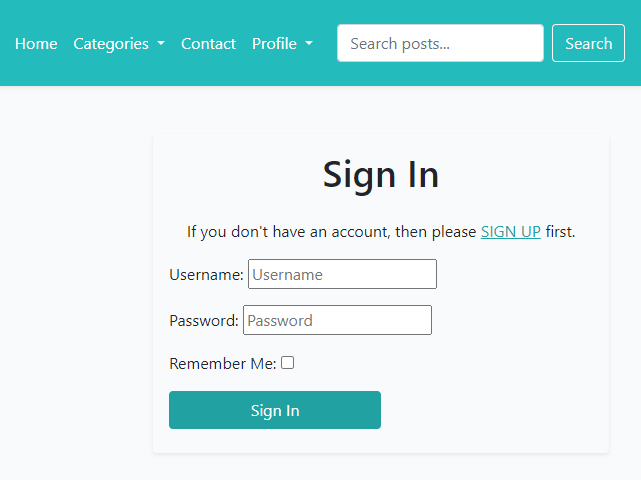 Home Categories Contact Profile Search posts... Search
Sign In
If you don't have an account, then please SIGN UP first.
Username: Username
Password: Password
Remember Me:
Sign In